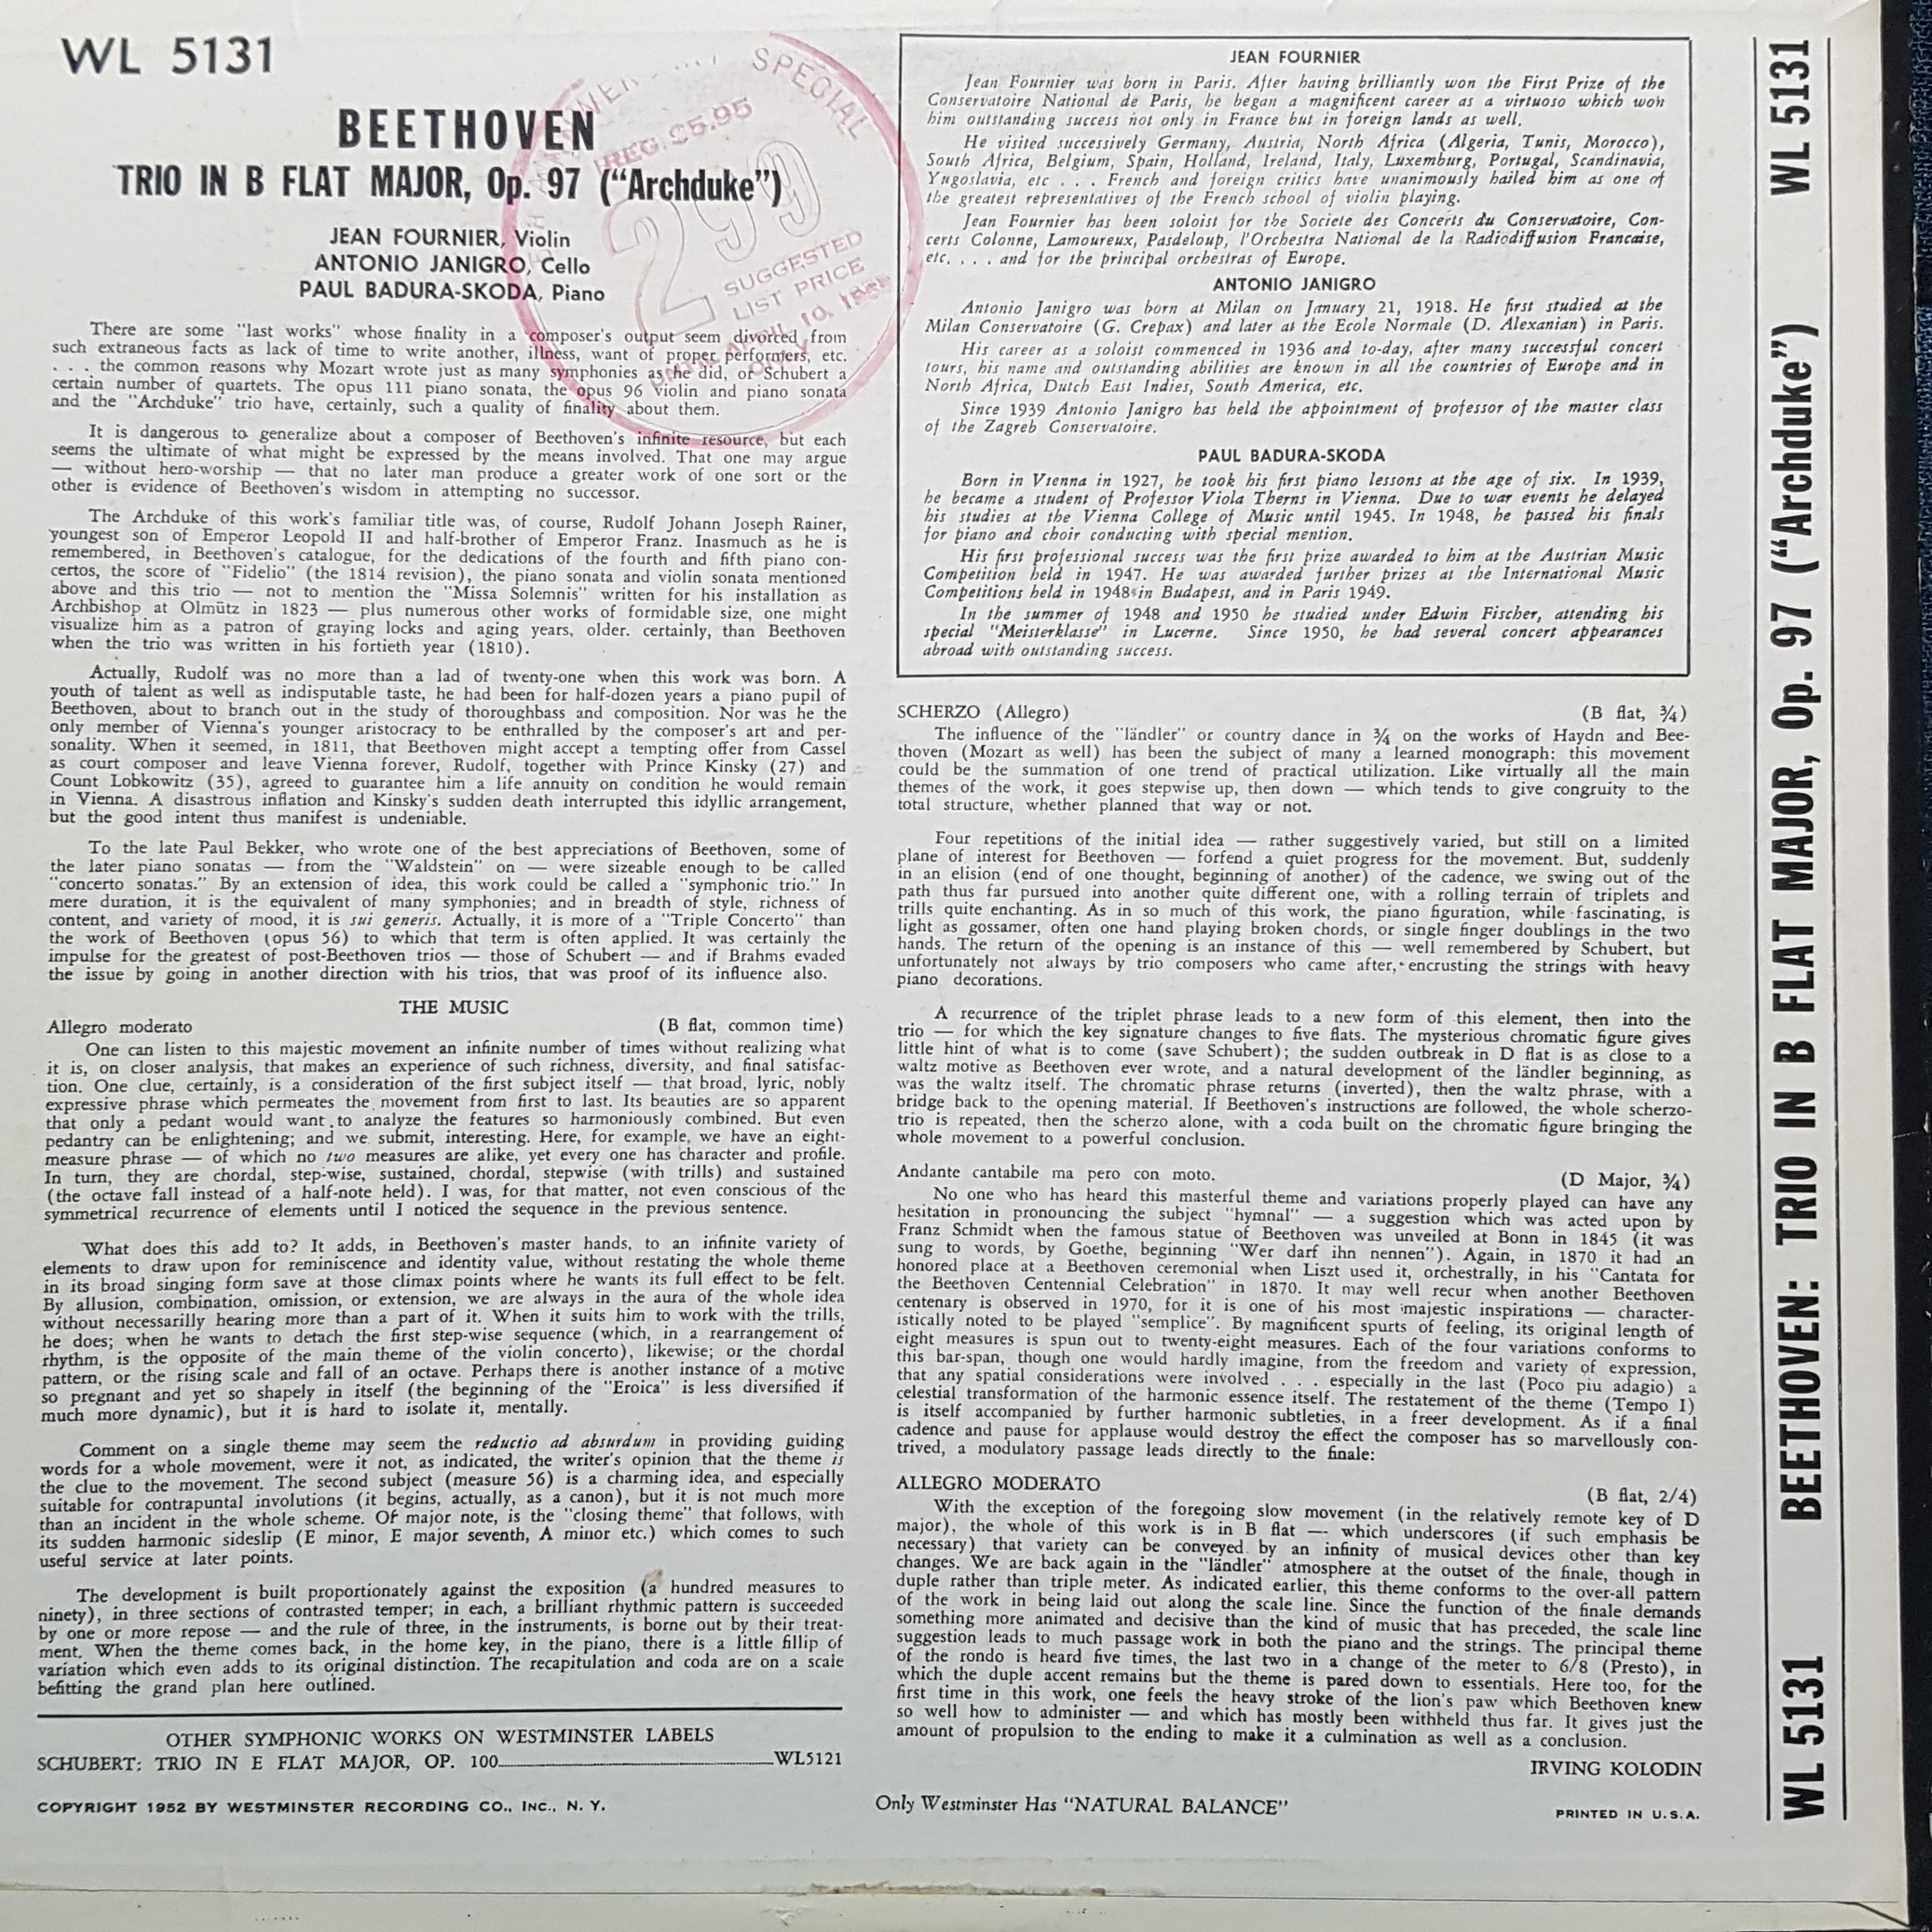 WL 5131
BEETHOVEN
TRIO IN B FLAT MAJOR, Op. 97 (“Archduke”)
JEAN FOURNIER, Violin
ANTONIO JANIGRO, Cello
PAUL BADURA-SKODA, Piano
SPECIAL
REG. $5.95
2 99
SUGGESTED
LIST PRICE
There are some "last works" whose finality in a composer's output seem divorced from
such extraneous facts as lack of time to write another, illness, want of proper performers, etc.
. . . the common reasons why Mozart wrote just as many symphonies as he did, or Schubert a
certain number of quartets. The opus 111 piano sonata, the opus 96 violin and piano sonata
and the "Archduke" trio have, certainly, such a quality of finality about them.
It is dangerous to generalize about a composer of Beethoven's infinite resource, but each
seems the ultimate of what might be expressed by the means involved. That one may argue
— without hero-worship — that no later man produce a greater work of one sort or the
other is evidence of Beethoven's wisdom in attempting no successor.
The Archduke of this work's familiar title was, of course, Rudolf Johann Joseph Rainer,
youngest son of Emperor Leopold II and half-brother of Emperor Franz. Inasmuch as he is
remembered, in Beethoven's catalogue, for the dedications of the fourth and fifth piano con-
certos, the score of "Fidelio" (the 1814 revision), the piano sonata and violin sonata mentioned
above and this trio — not to mention the "Missa Solemnis" written for his installation as
Archbishop at Olmütz in 1823 — plus numerous other works of formidable size, one might
visualize him as a patron of graying locks and aging years, older. certainly, than Beethoven
when the trio was written in his fortieth year (1810).
Actually, Rudolf was no more than a lad of twenty-one when this work was born. A
youth of talent as well as indisputable taste, he had been for half-dozen years a piano pupil of
Beethoven, about to branch out in the study of thoroughbass and composition. Nor was he the
only member of Vienna's younger aristocracy to be enthralled by the composer's art and per-
sonality. When it seemed, in 1811, that Beethoven might accept a tempting offer from Cassel
as court composer and leave Vienna forever, Rudolf, together with Prince Kinsky (27) and
Count Lobkowitz (35), agreed to guarantee him a life annuity on condition he would remain
in Vienna. A disastrous inflation and Kinsky's sudden death interrupted this idyllic arrangement,
but the good intent thus manifest is undeniable.
To the late Paul Bekker, who wrote one of the best appreciations of Beethoven, some of
the later piano sonatas — from the "Waldstein" on — were sizeable enough to be called
"concerto sonatas." By an extension of idea, this work could be called a "symphonic trio." In
mere duration, it is the equivalent of many symphonies; and in breadth of style, richness of
content, and variety of mood, it is sui generis. Actually, it is more of a "Triple Concerto" than
the work of Beethoven (opus 56) to which that term is often applied. It was certainly the
impulse for the greatest of post-Beethoven trios — those of Schubert — and if Brahms evaded
the issue by going in another direction with his trios, that was proof of its influence also.
THE MUSIC
Allegro moderato (B flat, common time)
One can listen to this majestic movement an infinite number of times without realizing what
it is, on closer analysis, that makes an experience of such richness, diversity, and final satisfac-
tion. One clue, certainly, is a consideration of the first subject itself — that broad, lyric, nobly
expressive phrase which permeates the movement from first to last. Its beauties are so apparent
that only a pedant would want to analyze the features so harmoniously combined. But even
pedantry can be enlightening; and we submit, interesting. Here, for example, we have an eight-
measure phrase — of which no two measures are alike, yet every one has character and profile.
In turn, they are chordal, step-wise, sustained, chordal, stepwise (with trills) and sustained
(the octave fall instead of a half-note held). I was, for that matter, not even conscious of the
symmetrical recurrence of elements until I noticed the sequence in the previous sentence.
What does this add to? It adds, in Beethoven's master hands, to an infinite variety of
elements to draw upon for reminiscence and identity value, without restating the whole theme
in its broad singing form save at those climax points where he wants its full effect to be felt.
By allusion, combination, omission, or extension, we are always in the aura of the whole idea
without necessarilly hearing more than a part of it. When it suits him to work with the trills,
he does; when he wants to detach the first step-wise sequence (which, in a rearrangement of
rhythm, is the opposite of the main theme of the violin concerto), likewise; or the chordal
pattern, or the rising scale and fall of an octave. Perhaps there is another instance of a motive
so pregnant and yet so shapely in itself (the beginning of the "Eroica" is less diversified if
much more dynamic), but it is hard to isolate it, mentally.
Comment on a single theme may seem the reductio ad absurdum in providing guiding
words for a whole movement, were it not, as indicated, the writer's opinion that the theme is
the clue to the movement. The second subject (measure 56) is a charming idea, and especially
suitable for contrapuntal involutions (it begins, actually, as a canon), but it is not much more
than an incident in the whole scheme. Of major note, is the "closing theme" that follows, with
its sudden harmonic sideslip (E minor, E major seventh, A minor etc.) which comes to such
useful service at later points.
The development is built proportionately against the exposition (a hundred measures to
ninety), in three sections of contrasted temper; in each, a brilliant rhythmic pattern is succeeded
by one or more repose — and the rule of three, in the instruments, is borne out by their treat-
ment. When the theme comes back, in the home key, in the piano, there is a little fillip of
variation which even adds to its original distinction. The recapitulation and coda are on a scale
befitting the grand plan here outlined.
OTHER SYMPHONIC WORKS ON WESTMINSTER LABELS
SCHUBERT: TRIO IN E FLAT MAJOR, OP. 100 WL5121
COPYRIGHT 1952 BY WESTMINSTER RECORDING CO., Inc., N. Y.
JEAN FOURNIER
Jean Fournier was born in Paris. After having brilliantly won the First Prize of the
Conservatoire National de Paris, he began a magnificent career as a virtuoso which won
him outstanding success not only in France but in foreign lands as well.
He visited successively Germany, Austria, North Africa (Algeria, Tunis, Morocco),
South Africa, Belgium, Spain, Holland, Ireland, Italy, Luxemburg, Portugal, Scandinavia,
Yugoslavia, etc . . . French and foreign critics have unanimously hailed him as one of
the greatest representatives of the French school of violin playing.
Jean Fournier has been soloist for the Societe des Concerts du Conservatoire, Con-
certs Colonne, Lamoureux, Pasdeloup, l'Orchestra National de la Radiodiffusion Francaise,
etc. . . . and for the principal orchestras of Europe.
ANTONIO JANIGRO
Antonio Janigro was born at Milan on January 21, 1918. He first studied at the
Milan Conservatoire (G. Crepax) and later at the Ecole Normale (D. Alexanian) in Paris.
His career as a soloist commenced in 1936 and to-day, after many successful concert
tours, his name and outstanding abilities are known in all the countries of Europe and in
North Africa, Dutch East Indies, South America, etc.
Since 1939 Antonio Janigro has held the appointment of professor of the master class
of the Zagreb Conservatoire.
PAUL BADURA-SKODA
Born in Vienna in 1927, he took his first piano lessons at the age of six. In 1939,
he became a student of Professor Viola Therns in Vienna. Due to war events he delayed
his studies at the Vienna College of Music until 1945. In 1948, he passed his finals
for piano and choir conducting with special mention.
His first professional success was the first prize awarded to him at the Austrian Music
Competition held in 1947. He was awarded further prizes at the International Music
Competitions held in 1948 in Budapest, and in Paris 1949.
In the summer of 1948 and 1950 he studied under Edwin Fischer, attending his
special "Meisterklasse" in Lucerne. Since 1950, he had several concert appearances
abroad with outstanding success.
SCHERZO (Allegro) (B flat, ¾)
The influence of the "ländler" or country dance in ¾ on the works of Haydn and Bee-
thoven (Mozart as well) has been the subject of many a learned monograph: this movement
could be the summation of one trend of practical utilization. Like virtually all the main
themes of the work, it goes stepwise up, then down — which tends to give congruity to the
total structure, whether planned that way or not.
Four repetitions of the initial idea — rather suggestively varied, but still on a limited
plane of interest for Beethoven — forfend a quiet progress for the movement. But, suddenly
in an elision (end of one thought, beginning of another) of the cadence, we swing out of the
path thus far pursued into another quite different one, with a rolling terrain of triplets and
trills quite enchanting. As in so much of this work, the piano figuration, while fascinating, is
light as gossamer, often one hand playing broken chords, or single finger doublings in the two
hands. The return of the opening is an instance of this — well remembered by Schubert, but
unfortunately not always by trio composers who came after, encrusting the strings with heavy
piano decorations.
A recurrence of the triplet phrase leads to a new form of this element, then into the
trio — for which the key signature changes to five flats. The mysterious chromatic figure gives
little hint of what is to come (save Schubert); the sudden outbreak in D flat is as close to a
waltz motive as Beethoven ever wrote, and a natural development of the ländler beginning, as
was the waltz itself. The chromatic phrase returns (inverted), then the waltz phrase, with a
bridge back to the opening material. If Beethoven's instructions are followed, the whole scherzo-
trio is repeated, then the scherzo alone, with a coda built on the chromatic figure bringing the
whole movement to a powerful conclusion.
Andante cantabile ma pero con moto. (D Major, ¾)
No one who has heard this masterful theme and variations properly played can have any
hesitation in pronouncing the subject "hymnal" — a suggestion which was acted upon by
Franz Schmidt when the famous statue of Beethoven was unveiled at Bonn in 1845 (it was
sung to words, by Goethe, beginning "Wer darf ihn nennen"). Again, in 1870 it had an
honored place at a Beethoven ceremonial when Liszt used it, orchestrally, in his "Cantata for
the Beethoven Centennial Celebration" in 1870. It may well recur when another Beethoven
centenary is observed in 1970, for it is one of his most majestic inspirations — character-
istically noted to be played "semplice". By magnificent spurts of feeling, its original length of
eight measures is spun out to twenty-eight measures. Each of the four variations conforms to
this bar-span, though one would hardly imagine, from the freedom and variety of expression,
that any spatial considerations were involved . . . especially in the last (Poco piu adagio) a
celestial transformation of the harmonic essence itself. The restatement of the theme (Tempo I)
is itself accompanied by further harmonic subtleties, in a freer development. As if a final
cadence and pause for applause would destroy the effect the composer has so marvellously con-
trived, a modulatory passage leads directly to the finale:
ALLEGRO MODERATO (B flat, 2/4)
With the exception of the foregoing slow movement (in the relatively remote key of D
major), the whole of this work is in B flat — which underscores (if such emphasis be
necessary) that variety can be conveyed by an infinity of musical devices other than key
changes. We are back again in the "ländler" atmosphere at the outset of the finale, though in
duple rather than triple meter. As indicated earlier, this theme conforms to the over-all pattern
of the work in being laid out along the scale line. Since the function of the finale demands
something more animated and decisive than the kind of music that has preceded, the scale line
suggestion leads to much passage work in both the piano and the strings. The principal theme
of the rondo is heard five times, the last two in a change of the meter to 6/8 (Presto), in
which the duple accent remains but the theme is pared down to essentials. Here too, for the
first time in this work, one feels the heavy stroke of the lion's paw which Beethoven knew
so well how to administer — and which has mostly been withheld thus far. It gives just the
amount of propulsion to the ending to make it a culmination as well as a conclusion.
IRVING KOLODIN
Only Westminster Has "NATURAL BALANCE"
PRINTED IN U.S.A.
WL 5131 BEETHOVEN: TRIO IN B FLAT MAJOR, Op. 97 (“Archduke”) WL 5131